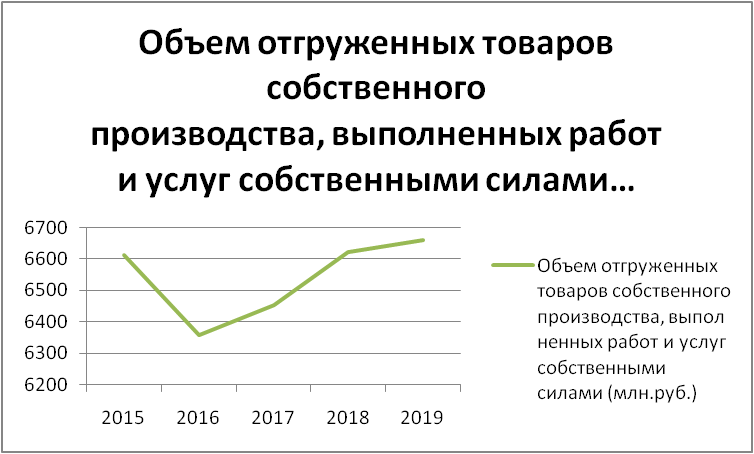 Объем отгруженных товаров
собственного
производства, выполненных работ
и услуг собственными силами…
6700
6600
6500
6400
6300
6200
2015 2016 2017 2018 2019
Объем отгруженных
товаров собственного
производства, выпол
ненных работ и услуг
собственными
силами (млн.руб.)